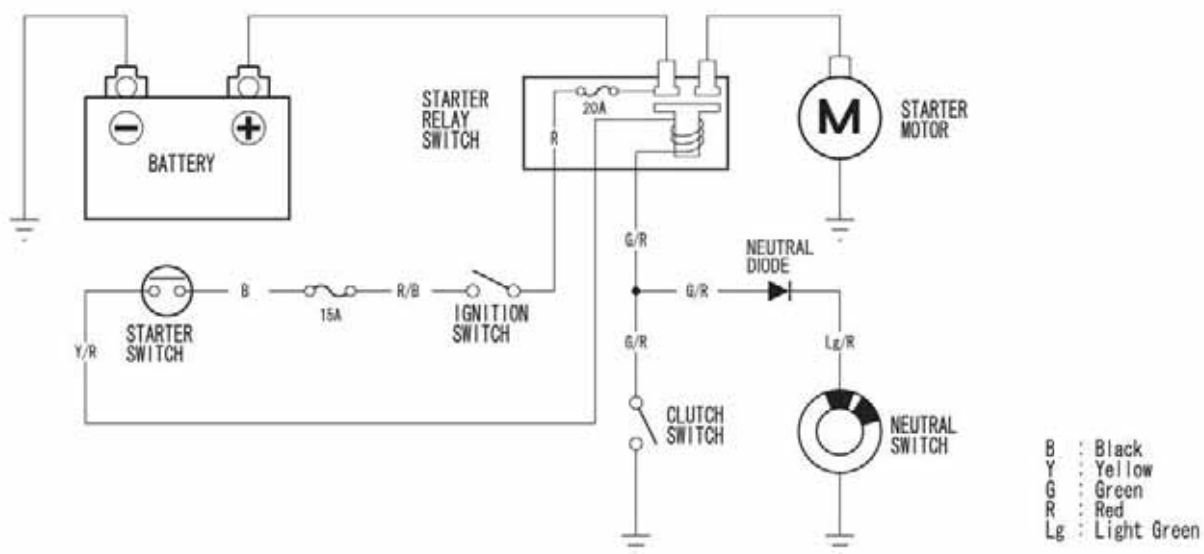 STARTER
RELAY
SWITCH
20A
R
M
STARTER
MOTOR
BATTERY
G/R
NEUTRAL
DIODE
B
15A
R/B
IGNITION
SWITCH
G/R
STARTER
SWITCH
Y/R
G/R
Lg/R
CLUTCH
SWITCH
NEUTRAL
SWITCH
B : Black
Y : Yellow
G : Green
R : Red
Lg : Light Green